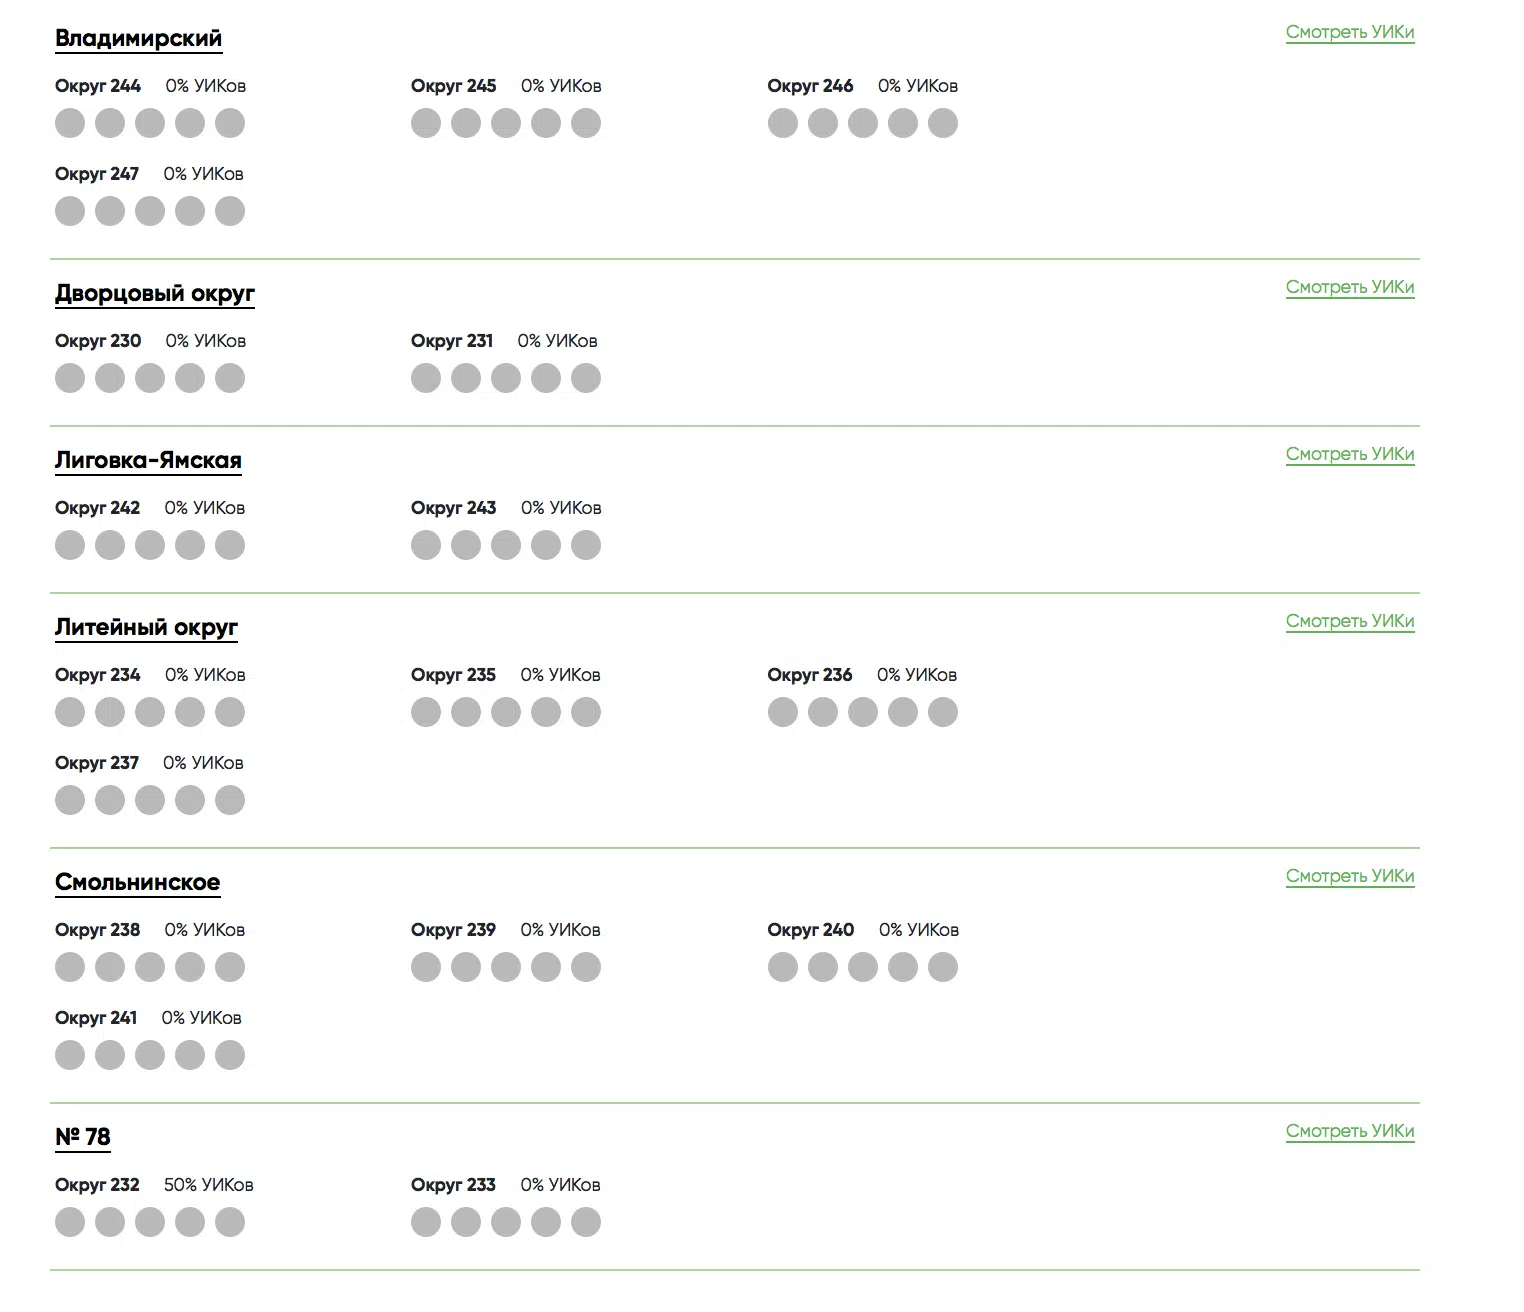 Владимирский Смотреть УИКи
Округ 244 0% УИКов Округ 245 0% УИКов Округ 246 0% УИКов
Округ 247 0% УИКов
Дворцовый округ Смотреть УИКи
Округ 230 0% УИКов Округ 231 0% УИКов
Лиговка-Ямская Смотреть УИКи
Округ 242 0% УИКов Округ 243 0% УИКов
Литейный округ Смотреть УИКи
Округ 234 0% УИКов Округ 235 0% УИКов Округ 236 0% УИКов
Округ 237 0% УИКов
Смольнинское Смотреть УИКи
Округ 238 0% УИКов Округ 239 0% УИКов Округ 240 0% УИКов
Округ 241 0% УИКов
№ 78 Смотреть УИКи
Округ 232 50% УИКов Округ 233 0% УИКов